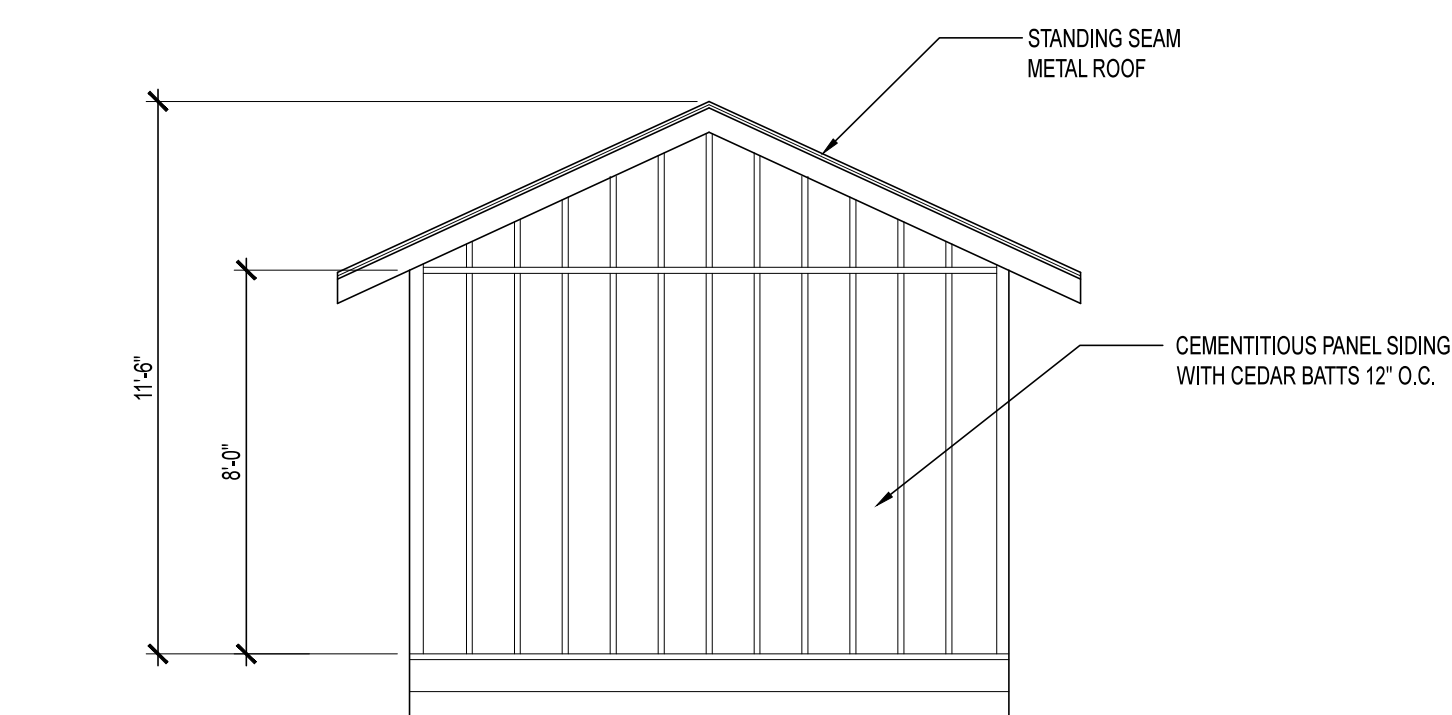 STANDING SEAM
METAL ROOF
11'-6"
8'-0"
CEMENTITIOUS PANEL SIDING
WITH CEDAR BATTS 12" O.C.